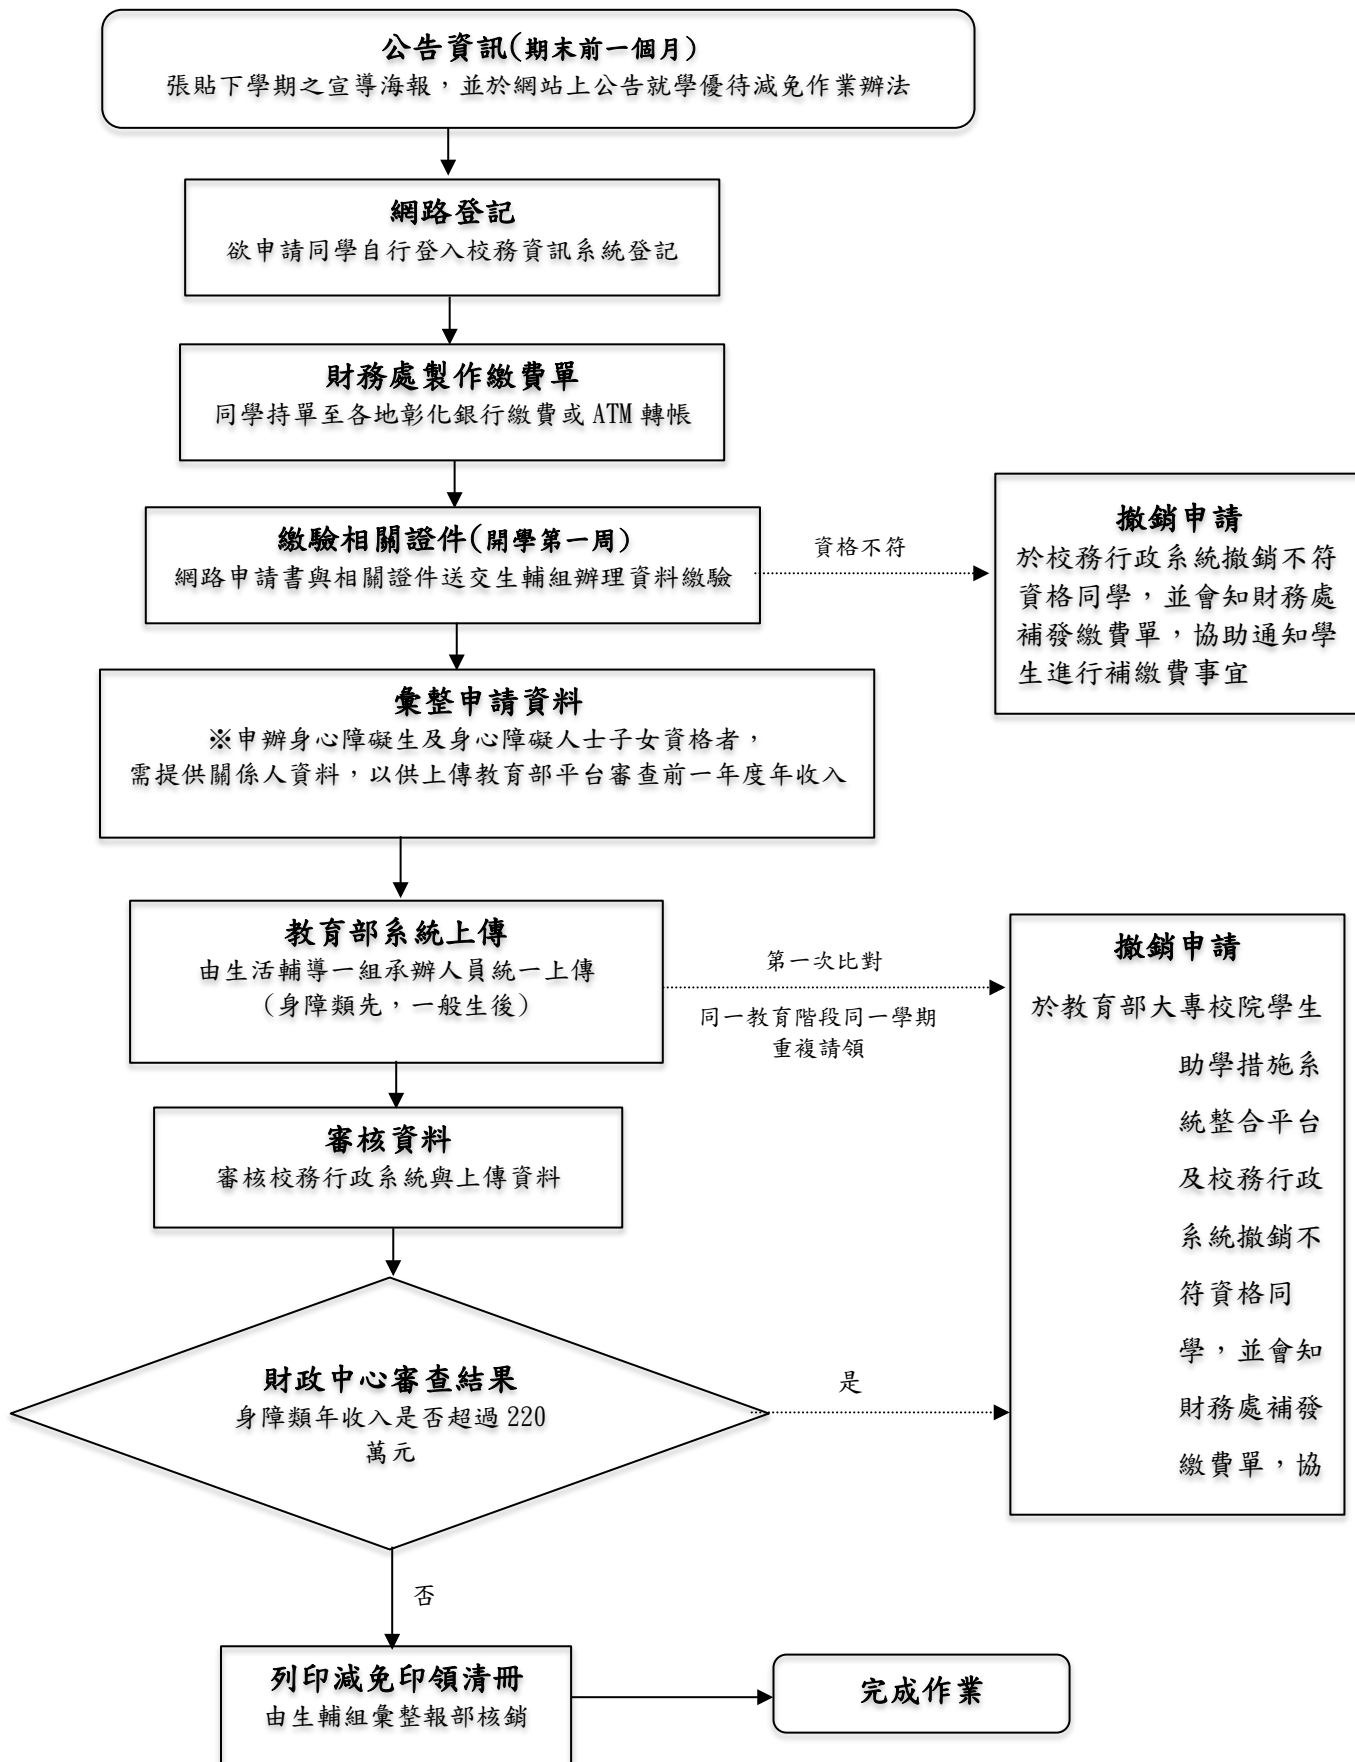 公告資訊(期末前一個月)
張貼下學期之宣導海報，並於網站上公告就學優待減免作業辦法
網路登記
欲申請同學自行登入校務資訊系統登記
財務處製作繳費單
同學持單至各地彰化銀行繳費或 ATM 轉帳
繳驗相關證件(開學第一周)
網路申請書與相關證件送交生輔組辦理資料繳驗
資格不符
撤銷申請
於校務行政系統撤銷不符
資格同學，並會知財務處
補發繳費單，協助通知學
生進行補繳費事宜
彙整申請資料
※申辦身心障礙生及身心障礙人士子女資格者，
需提供關係人資料，以供上傳教育部平台審查前一年度年收入
教育部系統上傳
由生活輔導一組承辦人員統一上傳
（身障類先，一般生後）
第一次比對
同一教育階段同一學期
重複請領
撤銷申請
於教育部大專校院學生
助學措施系
統整合平台
及校務行政
系統撤銷不
符資格同
學，並會知
財務處補發
繳費單，協
審核資料
審核校務行政系統與上傳資料
財政中心審查結果
身障類年收入是否超過 220
萬元
是
否
列印減免印領清冊
由生輔組彙整報部核銷
完成作業